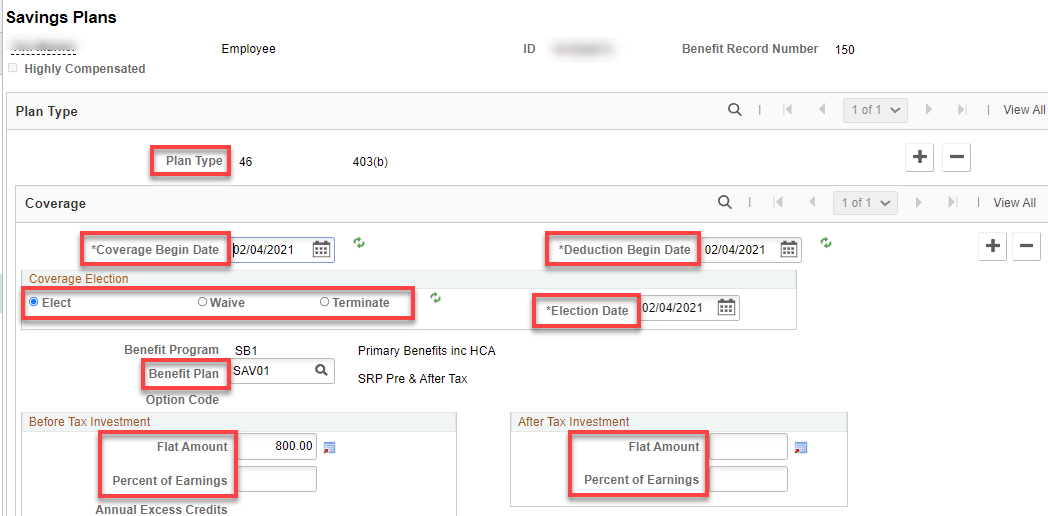 Savings Plans
Employee ID Benefit Record Number 150
Highly Compensated
Plan Type 1 of 1 View All
Plan Type 46 403(b)
Coverage 1 of 1 View All
*Coverage Begin Date 02/04/2021 *Deduction Begin Date 02/04/2021
Coverage Election
Elect Waive Terminate *Election Date 02/04/2021
Benefit Program SB1 Primary Benefits inc HCA
Benefit Plan SAV01 SRP Pre & After Tax
Option Code
Before Tax Investment After Tax Investment
Flat Amount 800.00 Flat Amount
Percent of Earnings Percent of Earnings
Annual Excess Credits